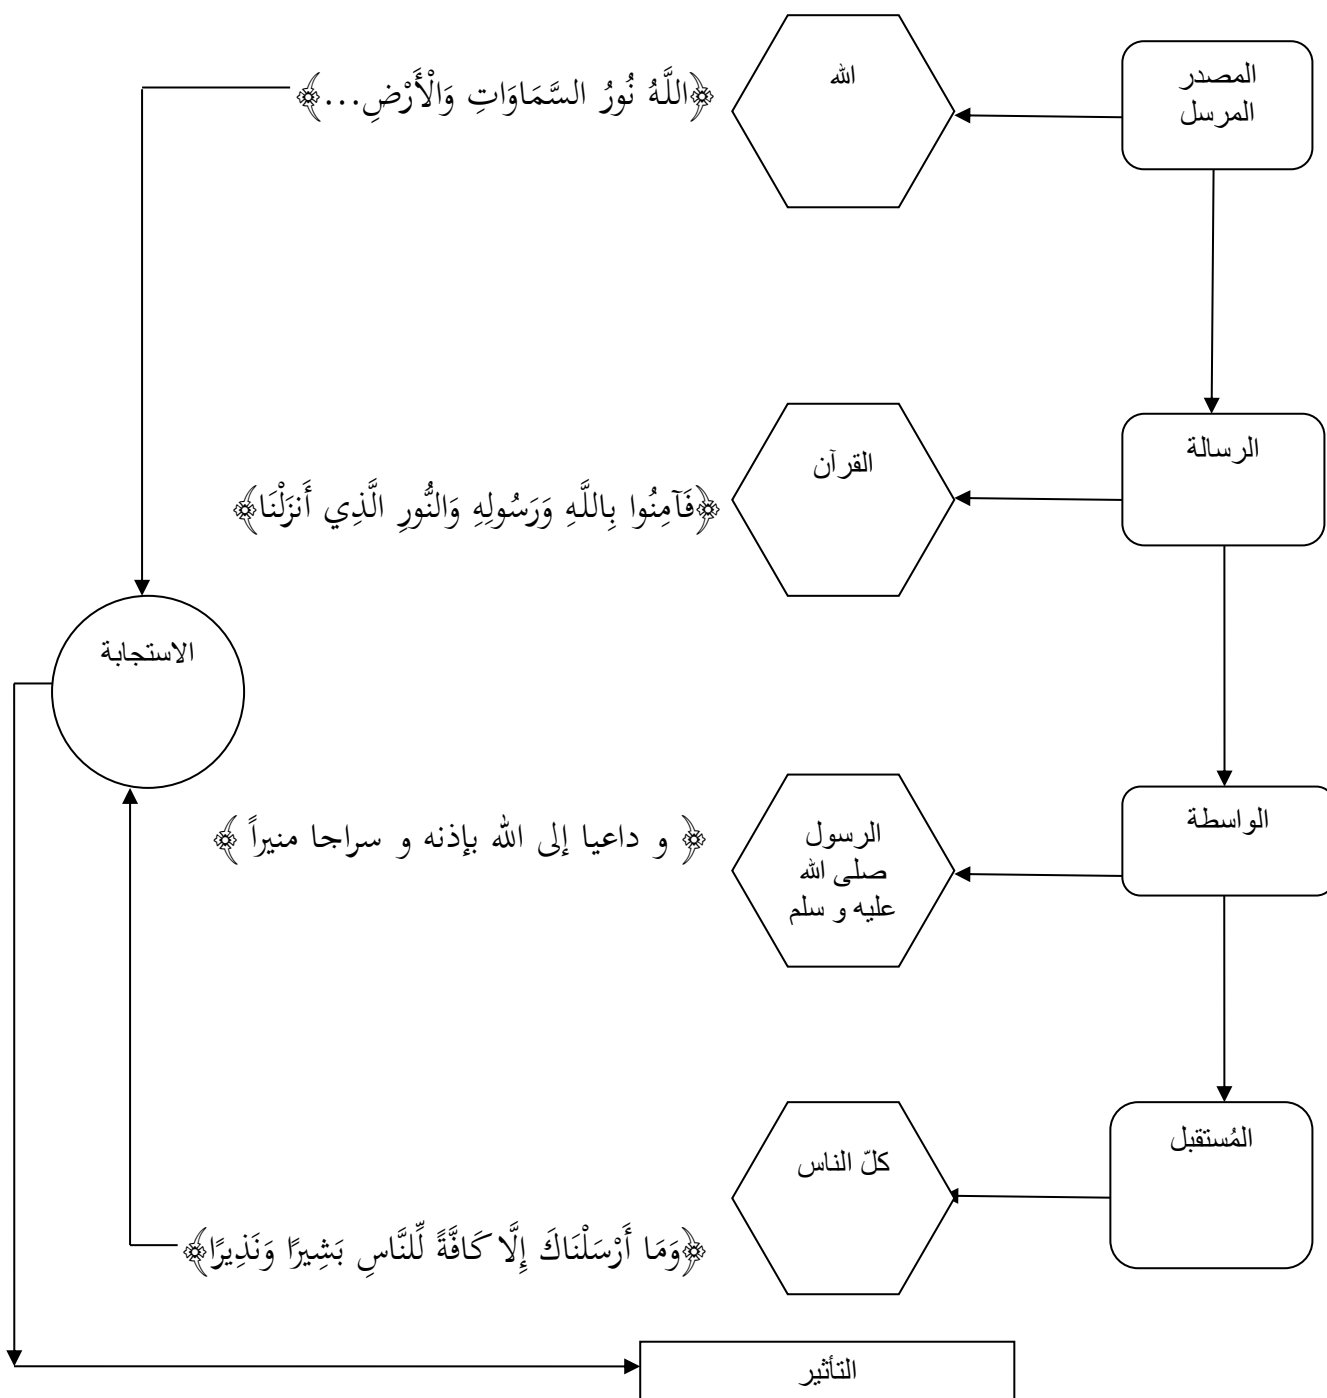 المصدر
المرسل
الله
﴿اللَّهُ نُورُ السَّمَاوَاتِ وَالْأَرْضِ...﴾
الرسالة
القرآن
﴿فَآمِنُوا بِاللَّهِ وَرَسُولِهِ وَالنُّورِ الَّذِي أَنزَلْنَا﴾
الاستجابة
الواسطة
الرسول
صلى الله
عليه و سلم
﴿ و داعيا إلى الله بإذنه و سراجا منيراً ﴾
المُستقبل
كلّ الناس
﴿وَمَا أَرْسَلْنَاكَ إِلَّا كَافَّةً لِّلنَّاسِ بَشِيرًا وَنَذِيرًا﴾
التأثير